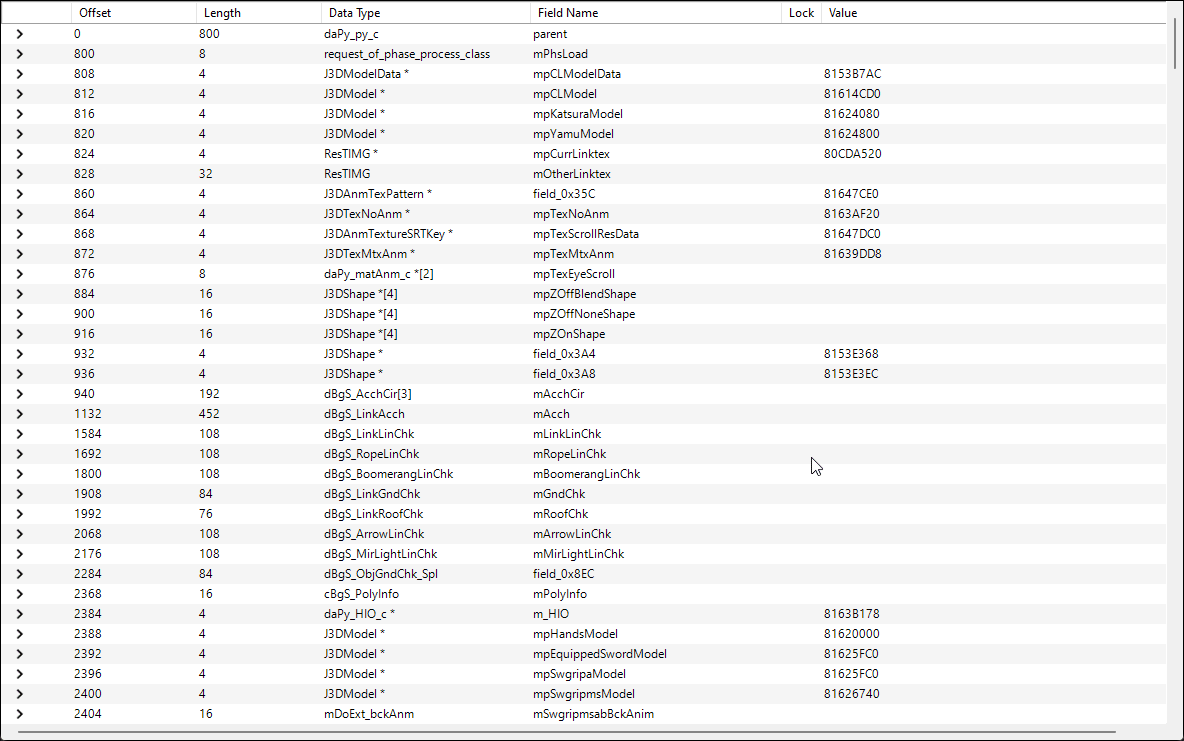 Offset Length Data Type Field Name Lock Value
0 800 daPy_py_c parent
800 8 request_of_phase_process_class mPhsLoad
808 4 J3DModelData * mpCLModelData 8153B7AC
812 4 J3DModel * mpCLModel 81614CD0
816 4 J3DModel * mpKatsuraModel 81624080
820 4 J3DModel * mpYamuModel 81624800
824 4 ResTIMG * mpCurrLinktex 80CDA520
828 32 ResTIMG mOtherLinktex
860 4 J3DAnmTexPattern * field_0x35C 81647CE0
864 4 J3DTexNoAnm * mpTexNoAnm 8163AF20
868 4 J3DAnmTextureSRTKey * mpTexScrollResData 81647DC0
872 4 J3DTexMtxAnm * mpTexMtxAnm 81639DD8
876 8 daPy_matAnm_c *[2] mpTexEyeScroll
884 16 J3DShape *[4] mpZOffBlendShape
900 16 J3DShape *[4] mpZOffNoneShape
916 16 J3DShape *[4] mpZOnShape
932 4 J3DShape * field_0x3A4 8153E368
936 4 J3DShape * field_0x3A8 8153E3EC
940 192 dBgS_AcchCir[3] mAcchCir
1132 452 dBgS_LinkAcch mAcch
1584 108 dBgS_LinkLinChk mLinkLinChk
1692 108 dBgS_RopeLinChk mRopeLinChk
1800 108 dBgS_BoomerangLinChk mBoomerangLinChk
1908 84 dBgS_LinkGndChk mGndChk
1992 76 dBgS_LinkRoofChk mRoofChk
2068 108 dBgS_ArrowLinChk mArrowLinChk
2176 108 dBgS_MirLightLinChk mMirLightLinChk
2284 84 dBgS_ObjGndChk_Spl field_0x8EC
2368 16 cBgS_PolyInfo mPolyInfo
2384 4 daPy_HIO_c * m_HIO 8163B178
2388 4 J3DModel * mpHandsModel 81620000
2392 4 J3DModel * mpEquippedSwordModel 81625FC0
2396 4 J3DModel * mpSwgripaModel 81625FC0
2400 4 J3DModel * mpSwgripmsModel 81626740
2404 16 mDoExt_bckAnm mSwgripmsabBckAnim